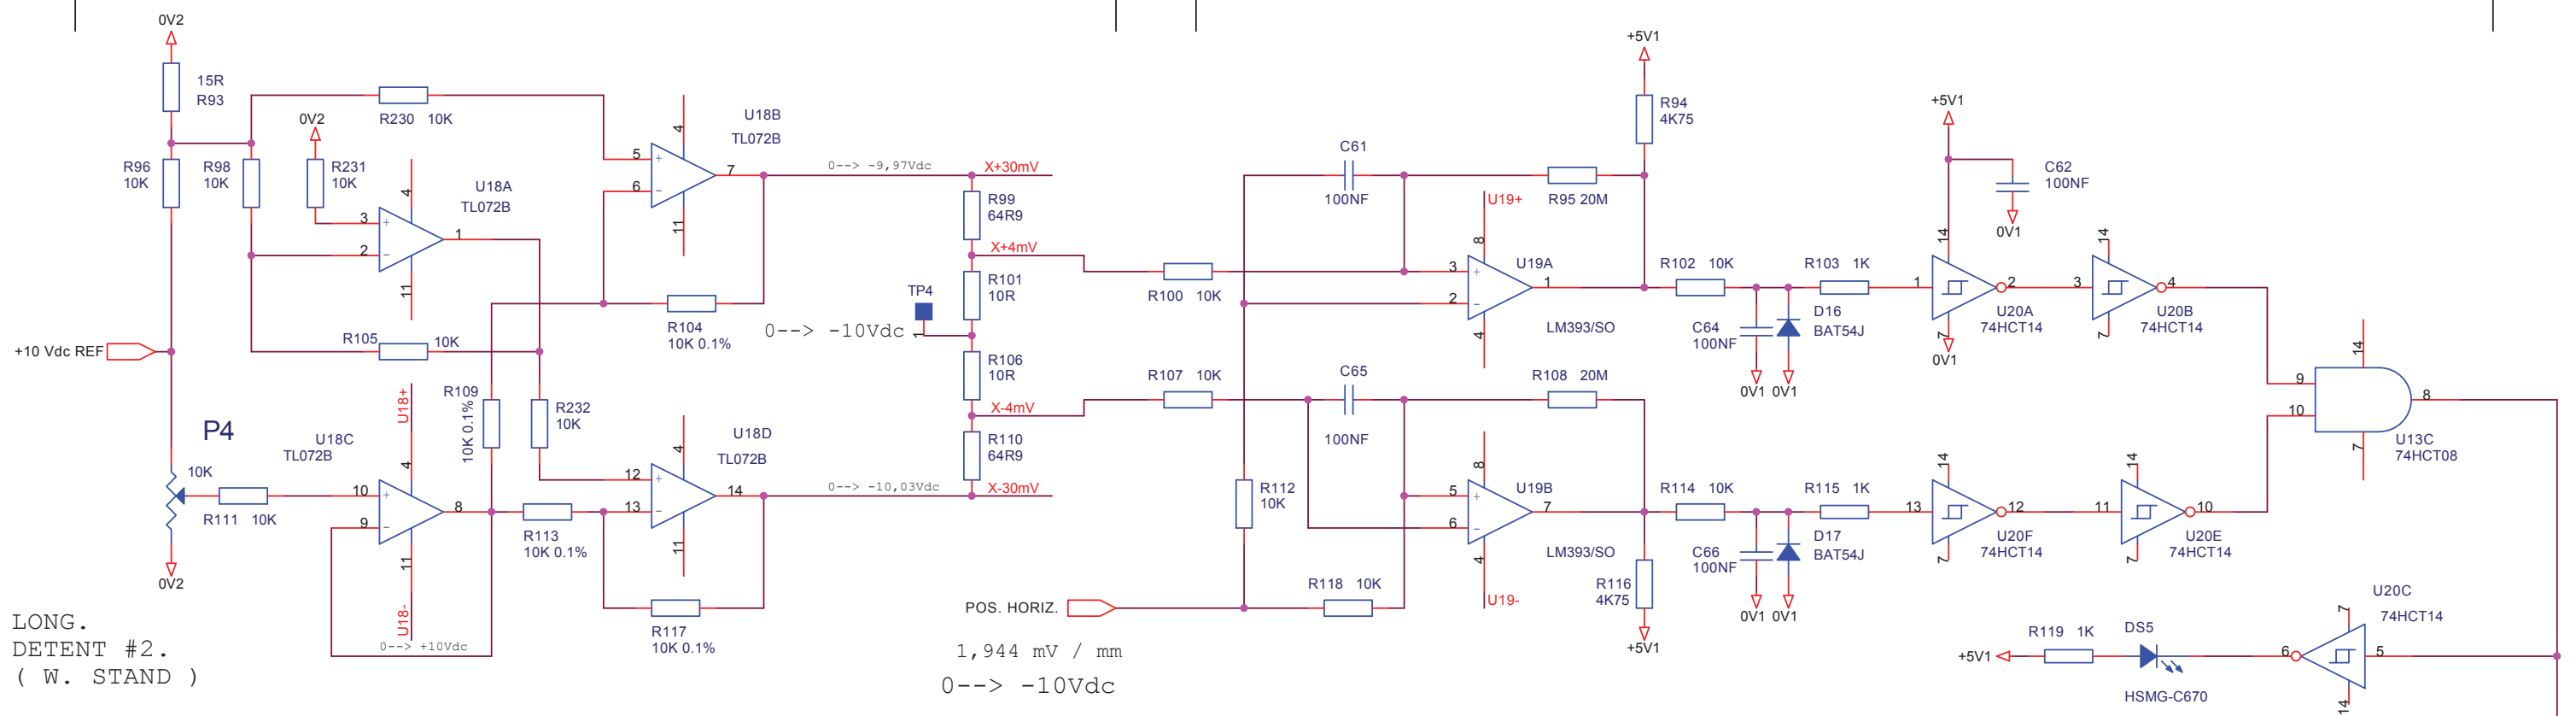 0V2
15R
R93
R230 10K
0V2
R96
10K
R98
10K
R231
10K
U18A
TL072B
4
3
2
1
11
+
-
U18B
TL072B
4
5
6
7
11
+
-
0--> -9,97Vdc
X+30mV
R99
64R9
X+4mV
R101
10R
TP4
1
0--> -10Vdc
R104
10K 0.1%
R105 10K
+10 Vdc REF
R106
10R
X-4mV
R110
64R9
R109
10K 0.1%
R232
10K
P4
10K
R111 10K
0V2
U18C
TL072B
U18+
4
10
9
8
11
U18-
+
-
0--> +10Vdc
R113
10K 0.1%
U18D
TL072B
4
12
13
14
11
+
-
0--> -10,03Vdc
X-30mV
R117
10K 0.1%
LONG.
DETENT #2.
( W. STAND )
POS. HORIZ.
1,944 mV / mm
0--> -10Vdc
C61
100NF
R95 20M
+5V1
R94
4K75
R100 10K
U19+
8
3
2
1
4
+
-
U19A
LM393/SO
R107 10K
C65
100NF
R108 20M
R112
10K
R118 10K
8
5
6
7
4
+
-
U19-
U19B
LM393/SO
R116
4K75
+5V1
R102 10K
C64
100NF
0V1
0V1
D16
BAT54J
R103 1K
+5V1
C62
100NF
0V1
14
1
2
7
0V1
U20A
74HCT14
14
3
4
7
U20B
74HCT14
R114 10K
C66
100NF
0V1
0V1
D17
BAT54J
R115 1K
14
13
12
7
U20F
74HCT14
14
11
10
7
U20E
74HCT14
14
9
10
8
7
U13C
74HCT08
U20C
74HCT14
7
6
5
14
+5V1
R119 1K
DS5
HSMG-C670